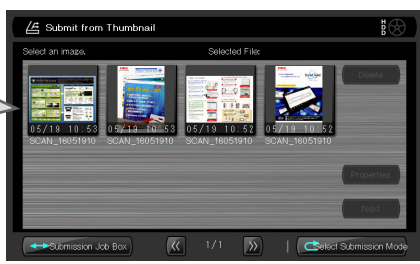 Submit from Thumbnail
HDD
Select an image.
Selected File:
Delete
05/19 10:53
05/19 10:53
05/19 10:52
05/19 10:52
SCAN_16051910
SCAN_16051910
SCAN_16051910
SCAN_16051910
Properties
Next
Submission Job Box
1/1
Select Submission Mode